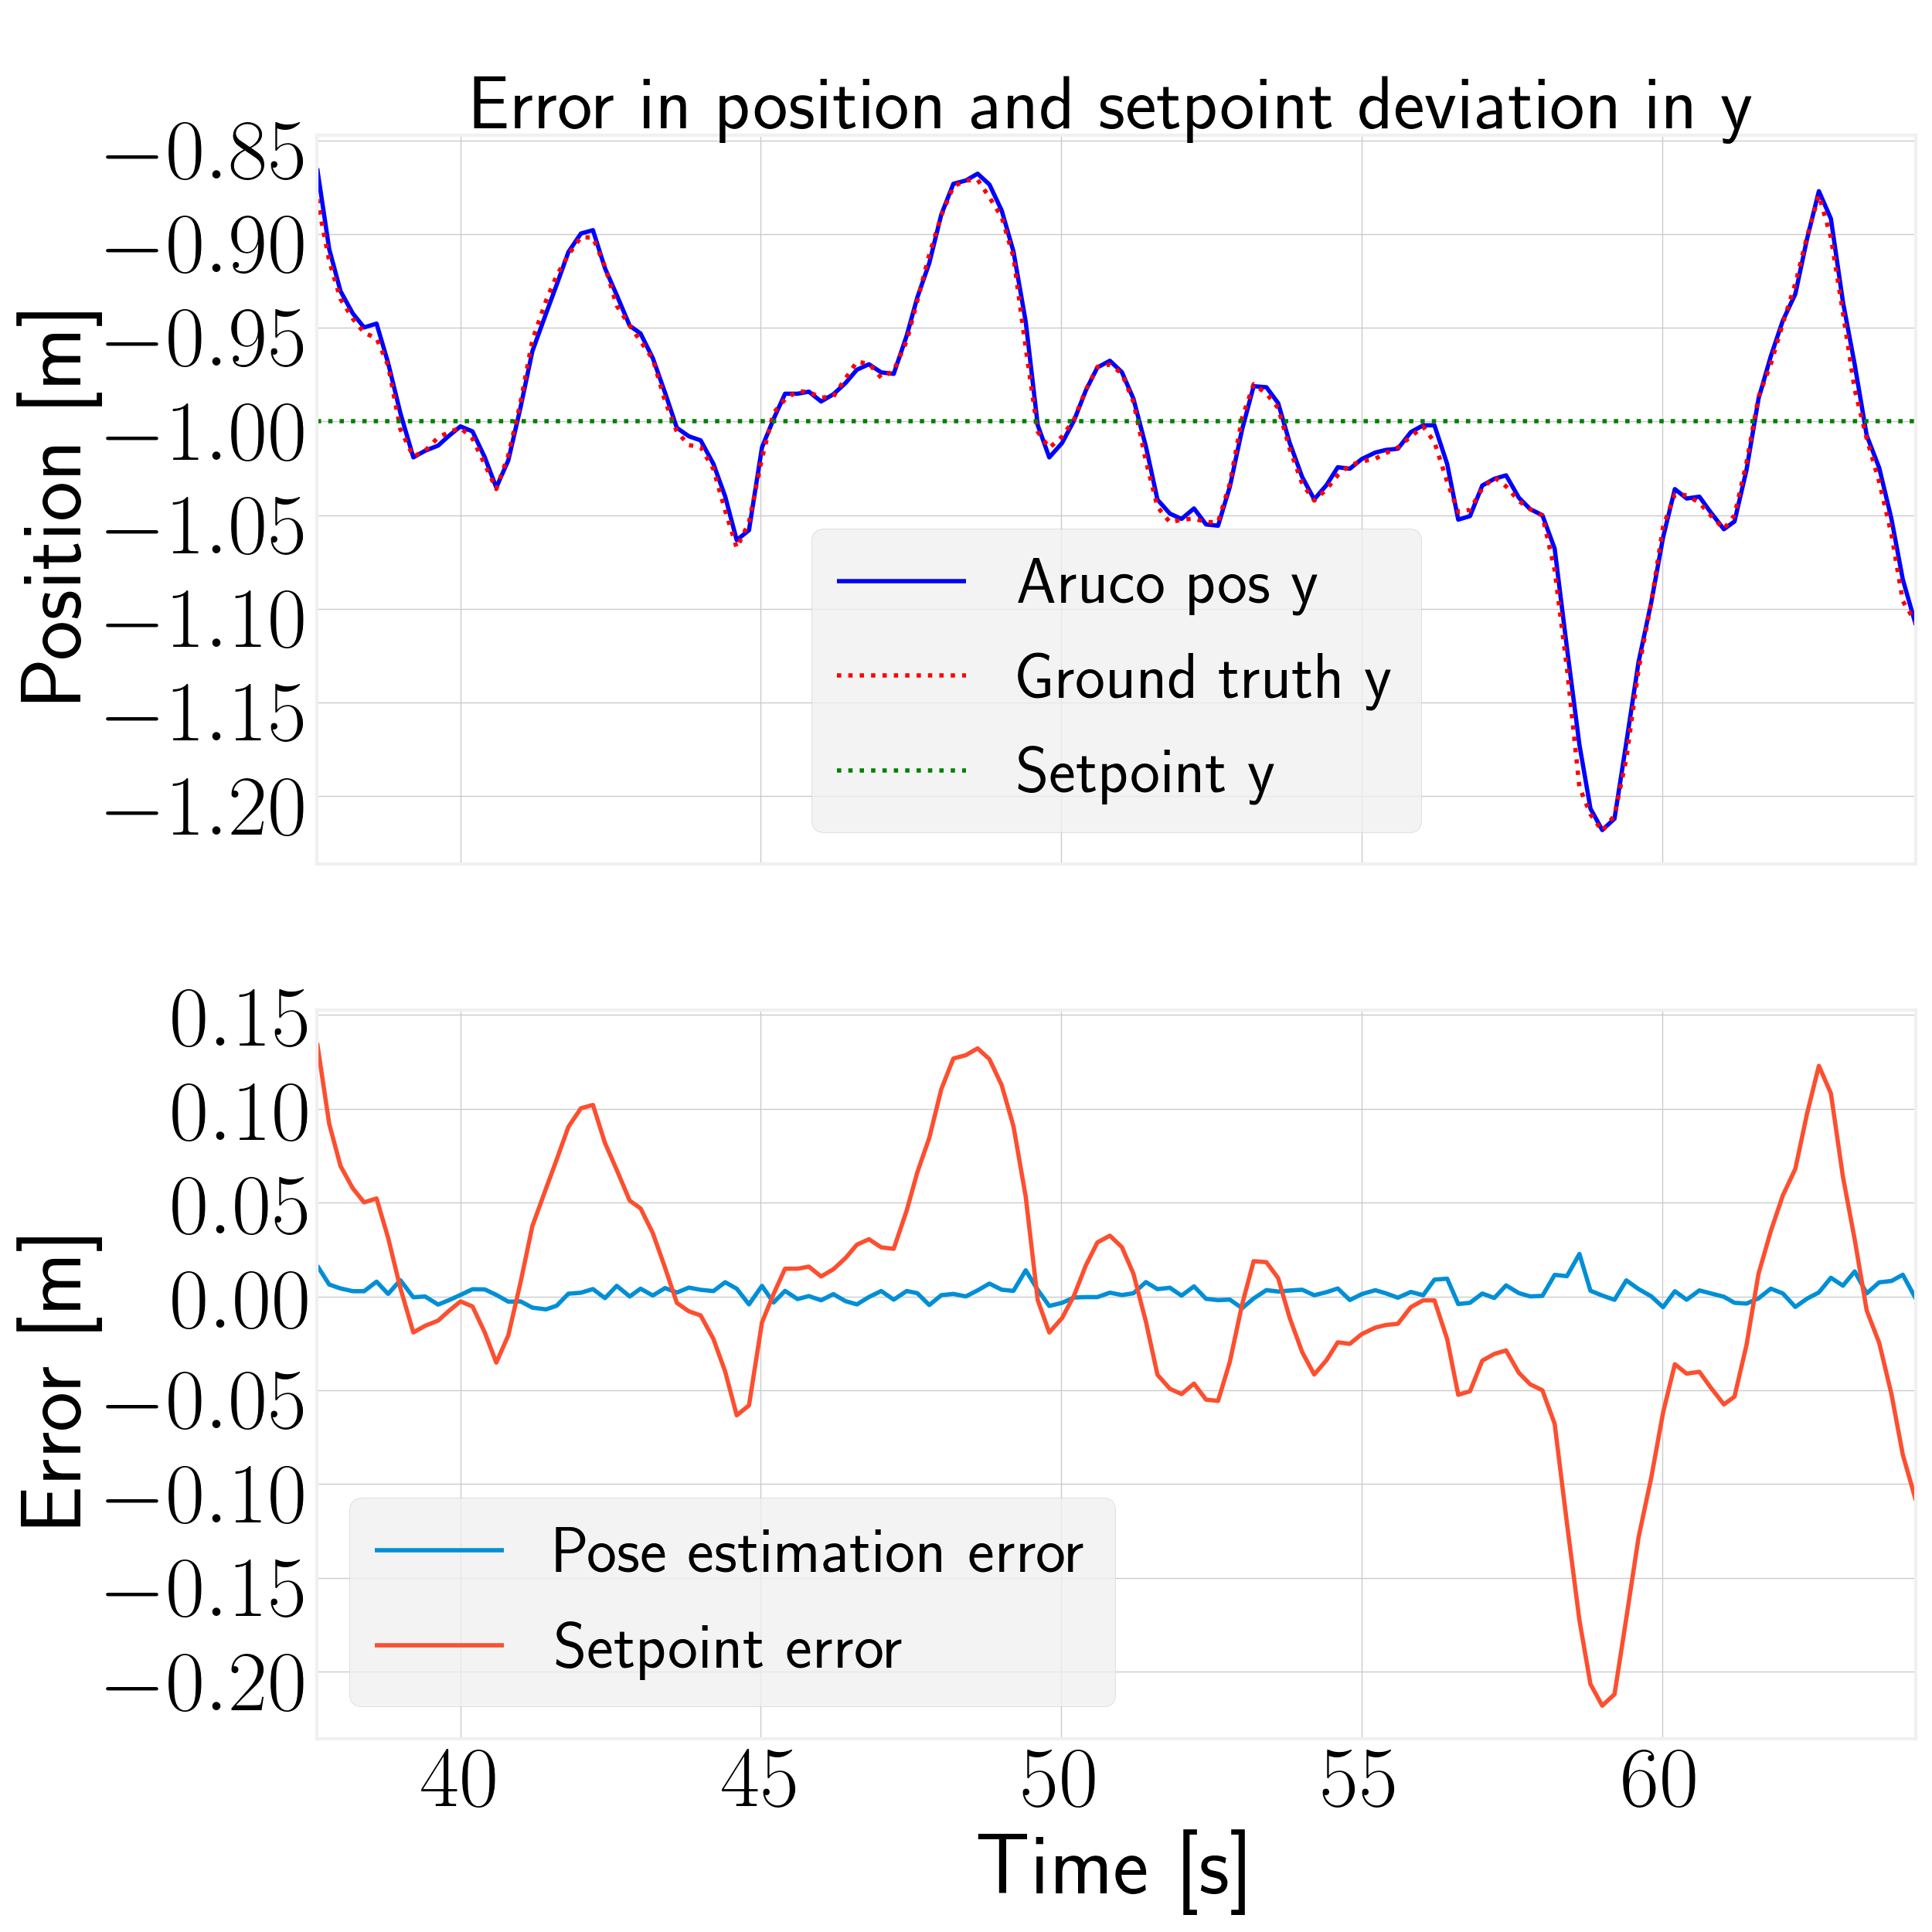 Error in position and setpoint deviation in y
Position [m]
−0.85
−0.90
−0.95
−1.00
−1.05
−1.10
−1.15
−1.20
Aruco pos y
Ground truth y
Setpoint y
Error [m]
0.15
0.10
0.05
0.00
−0.05
−0.10
−0.15
−0.20
Pose estimation error
Setpoint error
40 45 50 55 60
Time [s]